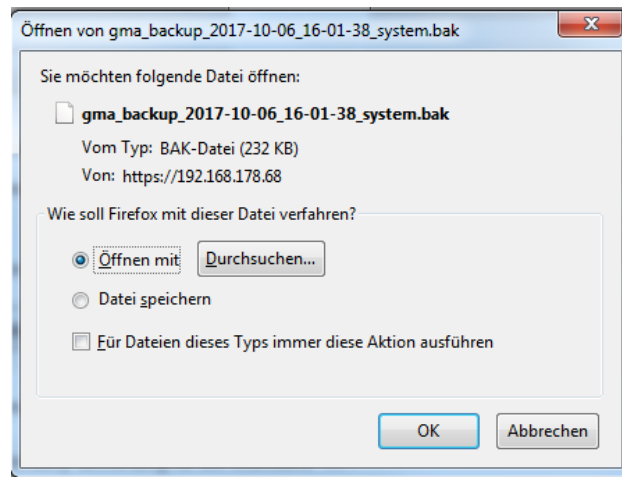 Öffnen von gma_backup_2017-10-06_16-01-38_system.bak
Sie möchten folgende Datei öffnen:
gma_backup_2017-10-06_16-01-38_system.bak
Vom Typ: BAK-Datei (232 KB)
Von: https://192.168.178.68
Wie soll Firefox mit dieser Datei verfahren?
Öffnen mit Durchsuchen...
Datei speichern
Für Dateien dieses Typs immer diese Aktion ausführen
OK Abbrechen